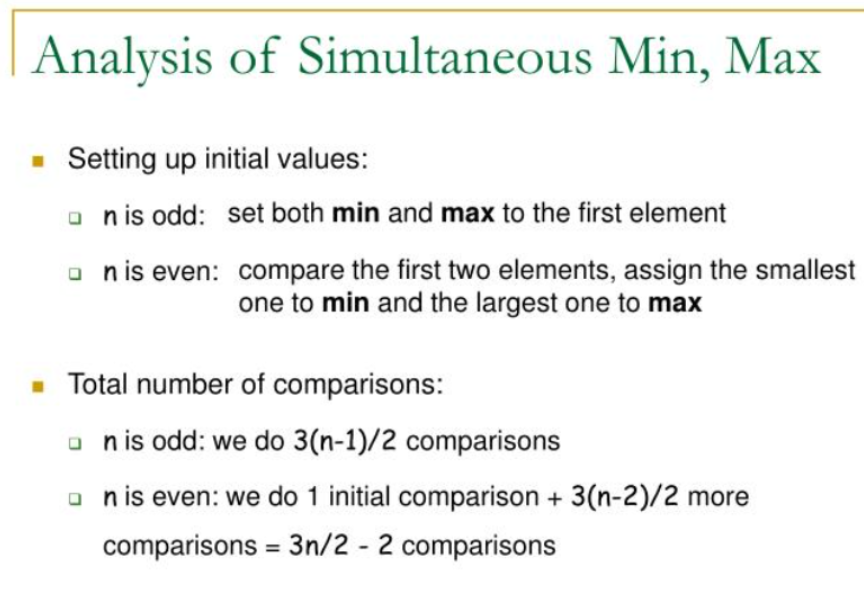 Analysis of Simultaneous Min, Max
Setting up initial values:
n is odd: set both min and max to the first element
n is even: compare the first two elements, assign the smallest
one to min and the largest one to max
Total number of comparisons:
n is odd: we do 3(n-1)/2 comparisons
n is even: we do 1 initial comparison + 3(n-2)/2 more
comparisons = 3n/2 - 2 comparisons